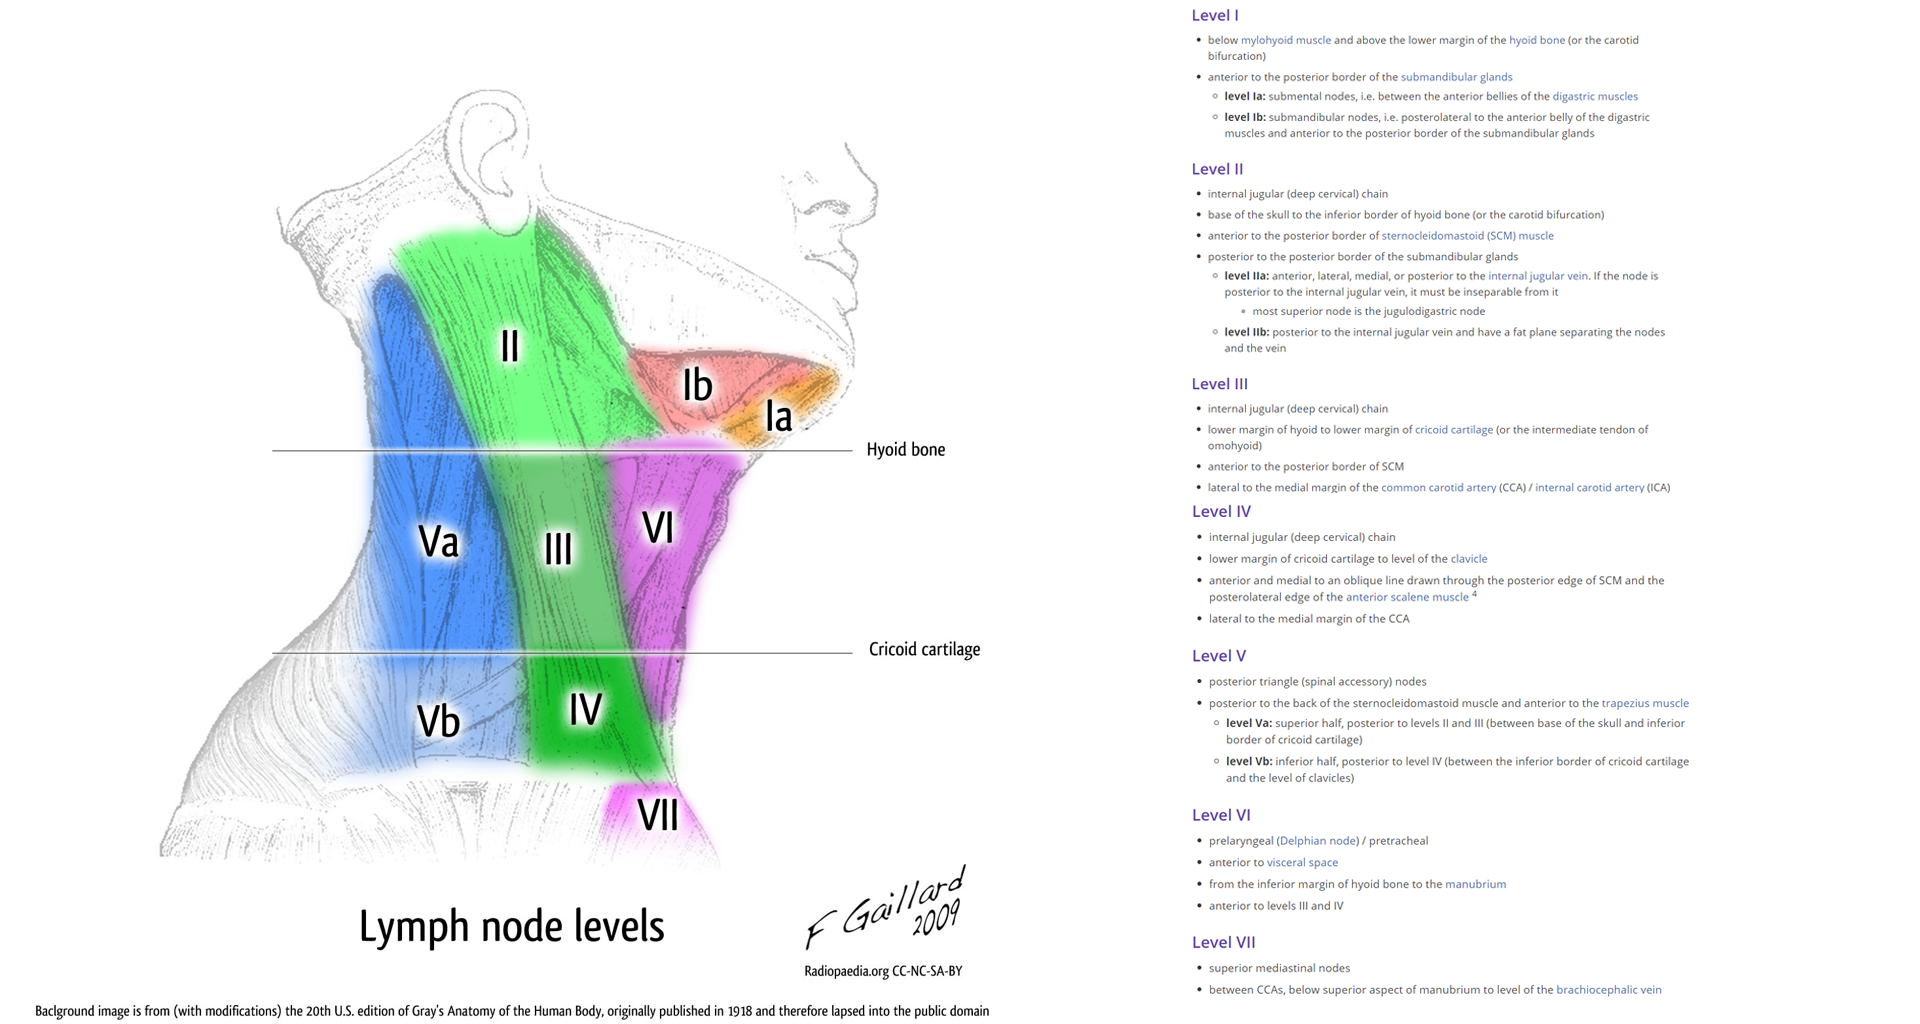 II
Ib
Ia
Hyoid bone
Va
III
VI
Cricoid cartilage
Vb
IV
VII
Lymph node levels
F Gaillard
2009
Radiopaedia.org CC-NC-SA-BY
Baclground image is from (with modifications) the 20th U.S. edition of Gray's Anatomy of the Human Body, originally published in 1918 and therefore lapsed into the public domain
Level I
• below mylohyoid muscle and above the lower margin of the hyoid bone (or the carotid
bifurcation)
• anterior to the posterior border of the submandibular glands
◦ level Ia: submental nodes, i.e. between the anterior bellies of the digastric muscles
◦ level Ib: submandibular nodes, i.e. posterolateral to the anterior belly of the digastric
muscles and anterior to the posterior border of the submandibular glands
Level II
• internal jugular (deep cervical) chain
• base of the skull to the inferior border of hyoid bone (or the carotid bifurcation)
• anterior to the posterior border of sternocleidomastoid (SCM) muscle
• posterior to the posterior border of the submandibular glands
◦ level IIa: anterior, lateral, medial, or posterior to the internal jugular vein. If the node is
posterior to the internal jugular vein, it must be inseparable from it
▪ most superior node is the jugulodigastric node
◦ level IIb: posterior to the internal jugular vein and have a fat plane separating the nodes
and the vein
Level III
• internal jugular (deep cervical) chain
• lower margin of hyoid to lower margin of cricoid cartilage (or the intermediate tendon of
omohyoid)
• anterior to the posterior border of SCM
• lateral to the medial margin of the common carotid artery (CCA) / internal carotid artery (ICA)
Level IV
• internal jugular (deep cervical) chain
• lower margin of cricoid cartilage to level of the clavicle
• anterior and medial to an oblique line drawn through the posterior edge of SCM and the
posterolateral edge of the anterior scalene muscle 4
• lateral to the medial margin of the CCA
Level V
• posterior triangle (spinal accessory) nodes
• posterior to the back of the sternocleidomastoid muscle and anterior to the trapezius muscle
◦ level Va: superior half, posterior to levels II and III (between base of the skull and inferior
border of cricoid cartilage)
◦ level Vb: inferior half, posterior to level IV (between the inferior border of cricoid cartilage
and the level of clavicles)
Level VI
• prelaryngeal (Delphian node) / pretracheal
• anterior to visceral space
• from the inferior margin of hyoid bone to the manubrium
• anterior to levels III and IV
Level VII
• superior mediastinal nodes
• between CCAs, below superior aspect of manubrium to level of the brachiocephalic vein